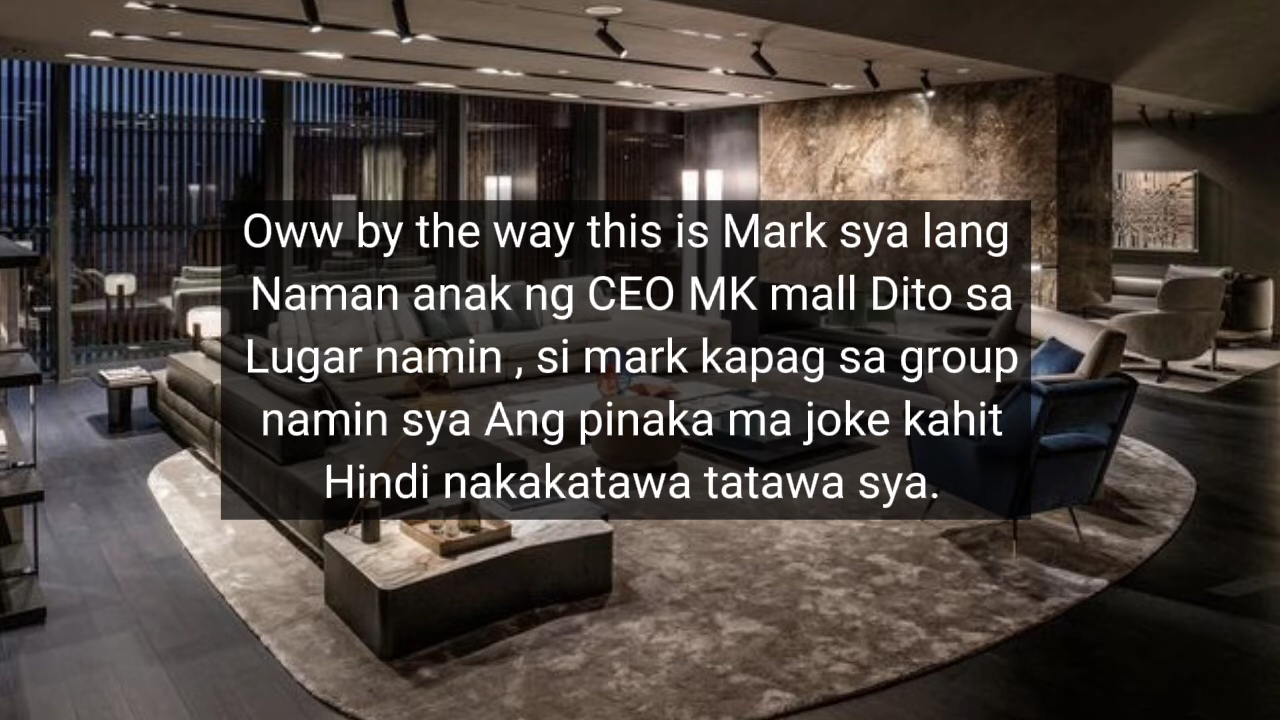 Oww by the way this is Mark sya lang
Naman anak ng CEO MK mall Dito sa
Lugar namin , si mark kapag sa group
namin sya Ang pinaka ma joke kahit
Hindi nakakatawa tatawa sya.